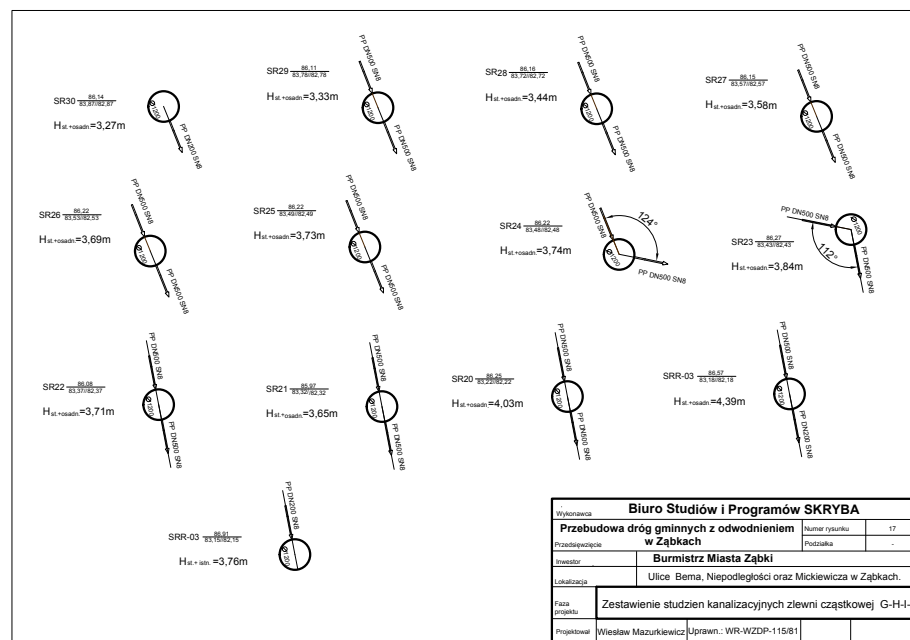 SR30 86,14
83,87//82,87
Hst.+osadn.=3,27m
Ø1200
PP DN200 SN8
SR29 86,11
83,78//82,78
Hst.+osadn.=3,33m
PP DN500 SN8
Ø1200
PP DN500 SN8
SR28 86,16
83,72//82,72
Hst.+osadn.=3,44m
PP DN500 SN8
Ø1200
PP DN500 SN8
SR27 86,15
83,57//82,57
Hst.+osadn.=3,58m
PP DN500 SN8
Ø1200
PP DN500 SN8
SR26 86,22
83,53//82,53
Hst.+osadn.=3,69m
PP DN500 SN8
Ø1200
PP DN500 SN8
SR25 86,22
83,49//82,49
Hst.+osadn.=3,73m
PP DN500 SN8
Ø1200
PP DN500 SN8
SR24 86,22
83,48//82,48
Hst.+osadn.=3,74m
PP DN500 SN8
124°
Ø1200
PP DN500 SN8
SR23 86,27
83,43//82,43
Hst.+osadn.=3,84m
PP DN500 SN8
Ø1200
112°
PP DN500 SN8
SR22 86,08
83,37//82,37
Hst.+osadn.=3,71m
PP DN500 SN8
Ø1200
PP DN500 SN8
SR21 85,97
83,32//82,32
Hst.+osadn.=3,65m
PP DN500 SN8
Ø1200
PP DN500 SN8
SR20 86,25
83,22//82,22
Hst.+osadn.=4,03m
PP DN500 SN8
Ø1200
PP DN500 SN8
SRR-03 86,57
83,18//82,18
Hst.+osadn.=4,39m
PP DN500 SN8
Ø1200
PP DN200 SN8
SRR-03 86,91
83,15//82,15
Hst.+ istn. =3,76m
PP DN200 SN8
Ø1200
Wykonawca Biuro Studiów i Programów SKRYBA
Przedsięwzięcie Przebudowa dróg gminnych z odwodnieniem
w Ząbkach
Numer rysunku 17
Podziałka -
Inwestor Burmistrz Miasta Ząbki
Lokalizacja Ulice Bema, Niepodległości oraz Mickiewicza w Ząbkach.
Faza
projektu Zestawienie studzien kanalizacyjnych zlewni cząstkowej G-H-I-
Projektował Wiesław Mazurkiewicz Uprawn.: WR-WZDP-115/81